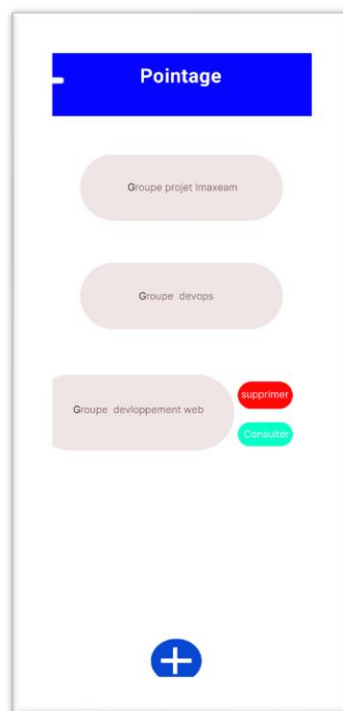 Pointage
Groupe projet Imaxeam
Groupe devops
Groupe devloppement web
supprimer
Consulter